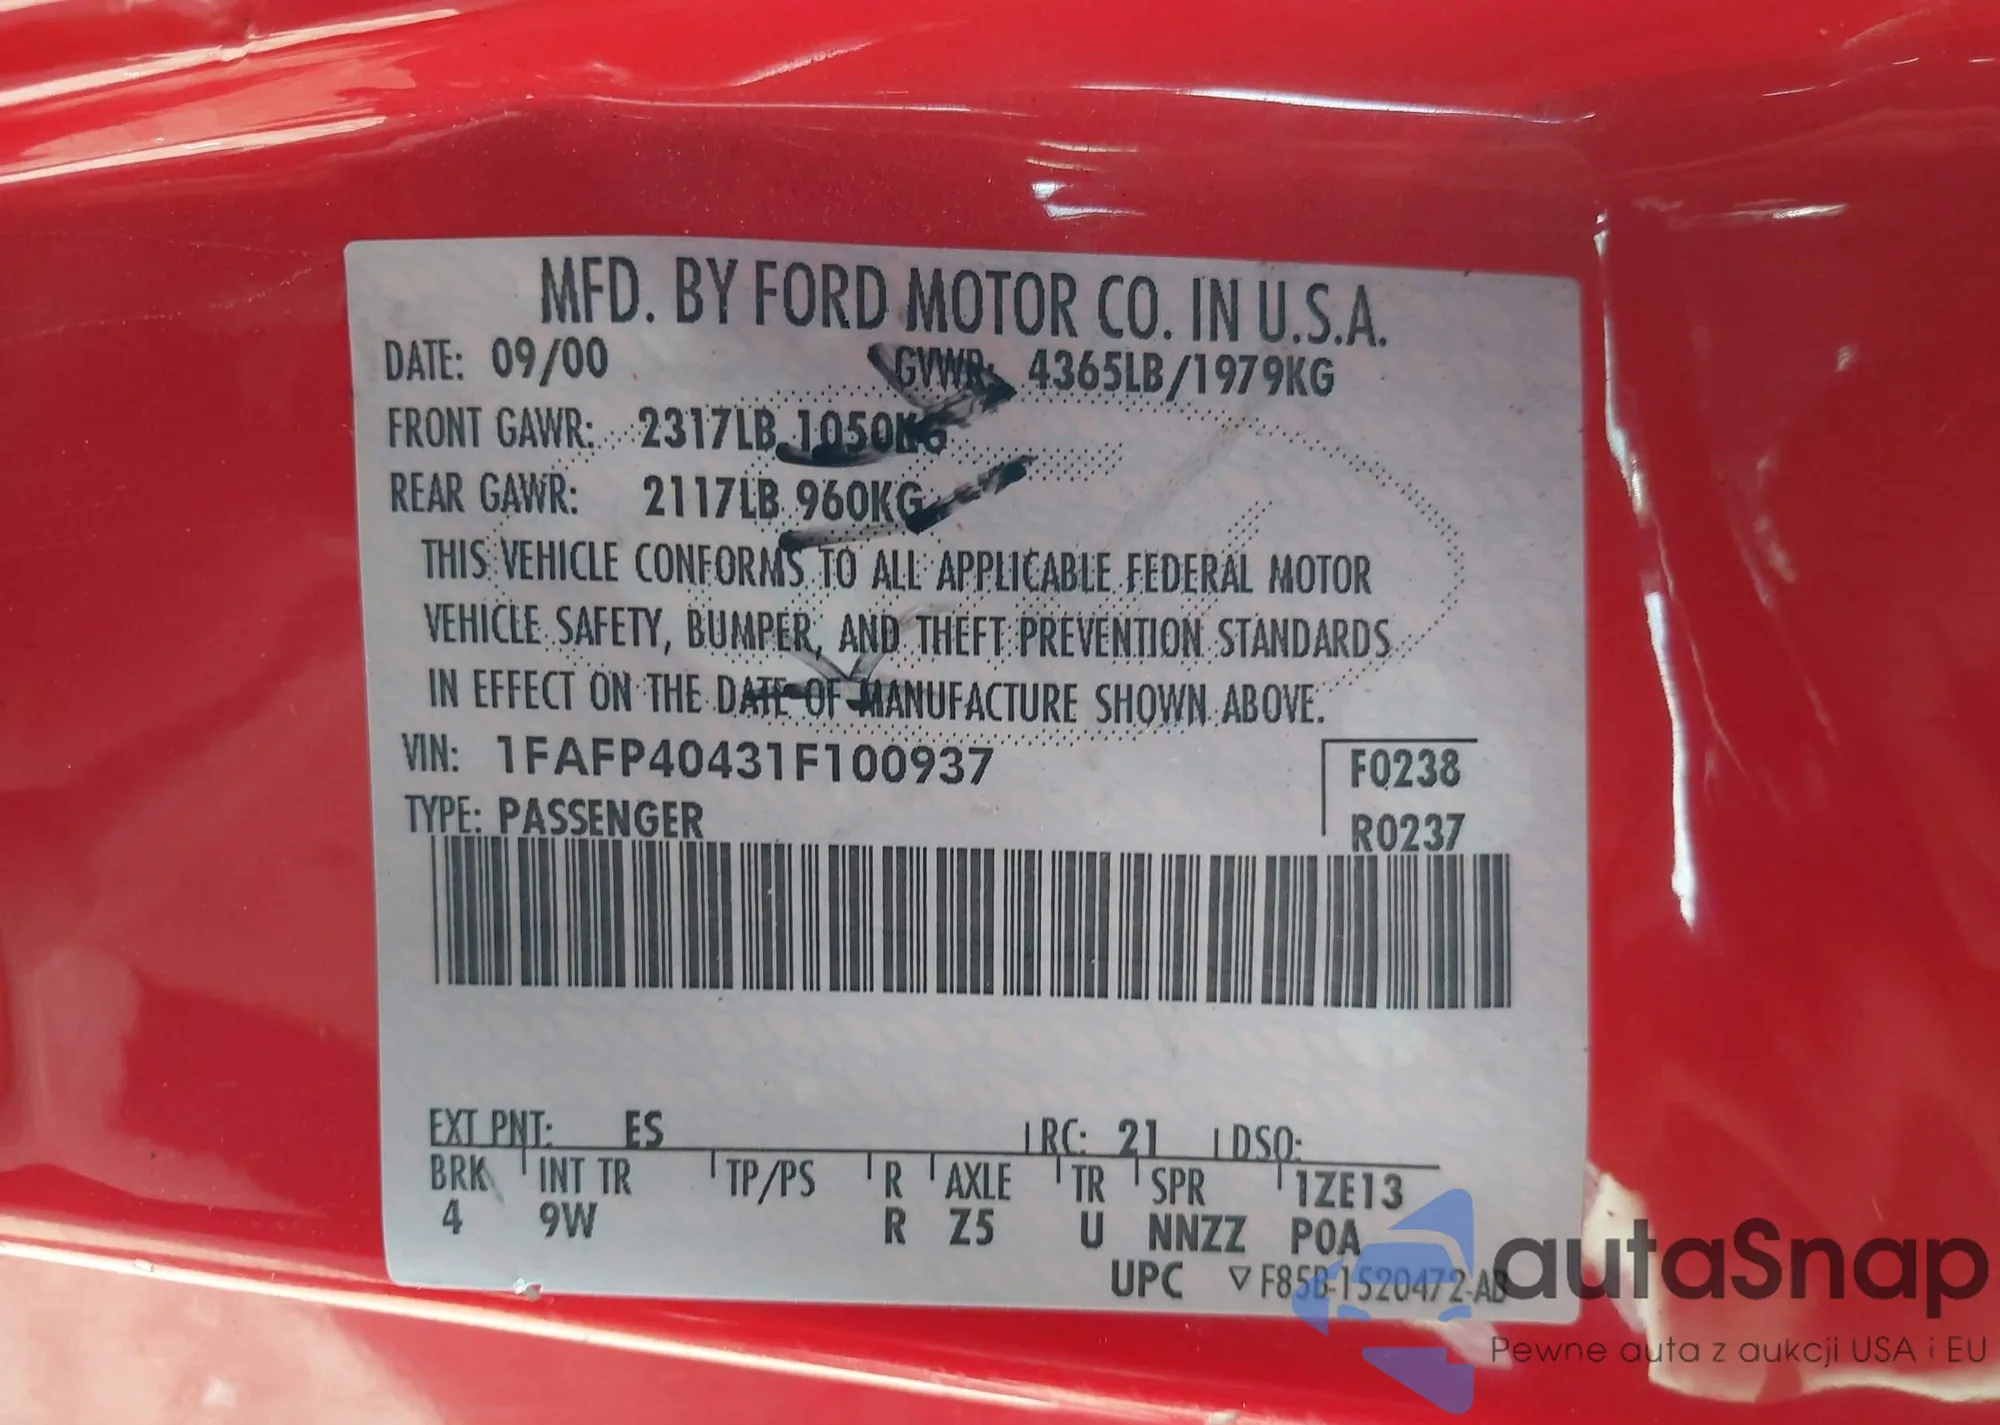 MFD. BY FORD MOTOR CO. IN U.S.A.
DATE: 09/00 GVWR: 4365LB/1979KG
FRONT GAWR: 2317LB 1050KG
REAR GAWR: 2117LB 960KG
THIS VEHICLE CONFORMS TO ALL APPLICABLE FEDERAL MOTOR
VEHICLE SAFETY, BUMPER, AND THEFT PREVENTION STANDARDS
IN EFFECT ON THE DATE OF MANUFACTURE SHOWN ABOVE.
VIN: 1FAFP40431F100937 F0238
TYPE: PASSENGER R0237
EXT PNT: ES RC: 21 DSO:
BRK INT TR TP/PS R AXLE TR SPR 1ZE13
4 9W R Z5 U NNZZ P0A
UPC ▽ F85B-1520472-AB
autaSnap
Pewne auta z aukcji USA i EU